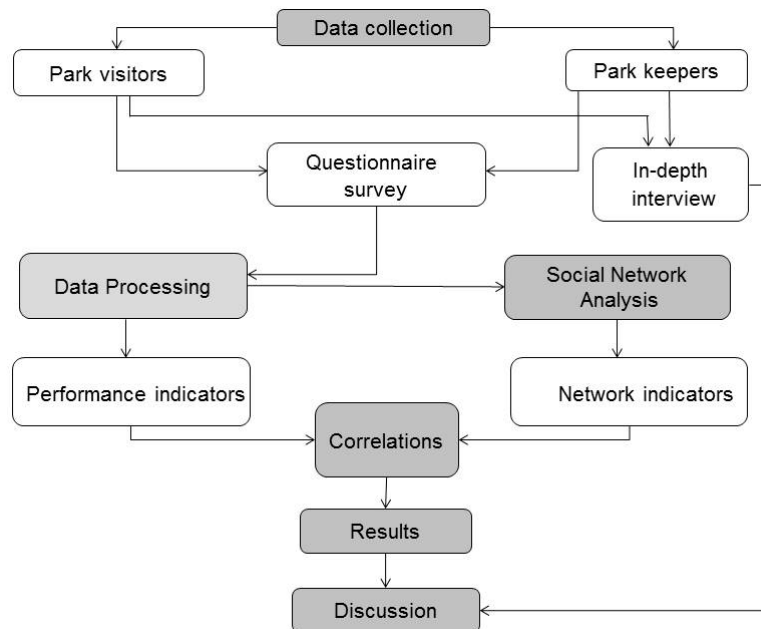 Data collection
Park visitors
Park keepers
Questionnaire
survey
In-depth
interview
Data Processing
Social Network
Analysis
Performance indicators
Network indicators
Correlations
Results
Discussion